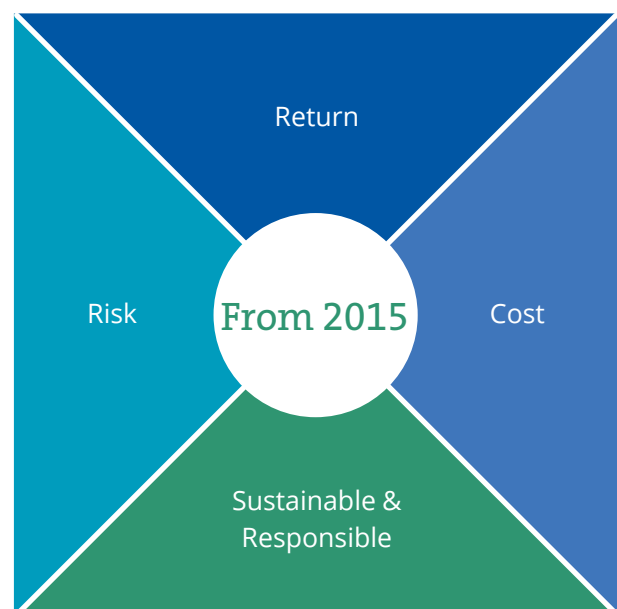 Return
Risk
From 2015
Cost
Sustainable &
Responsible